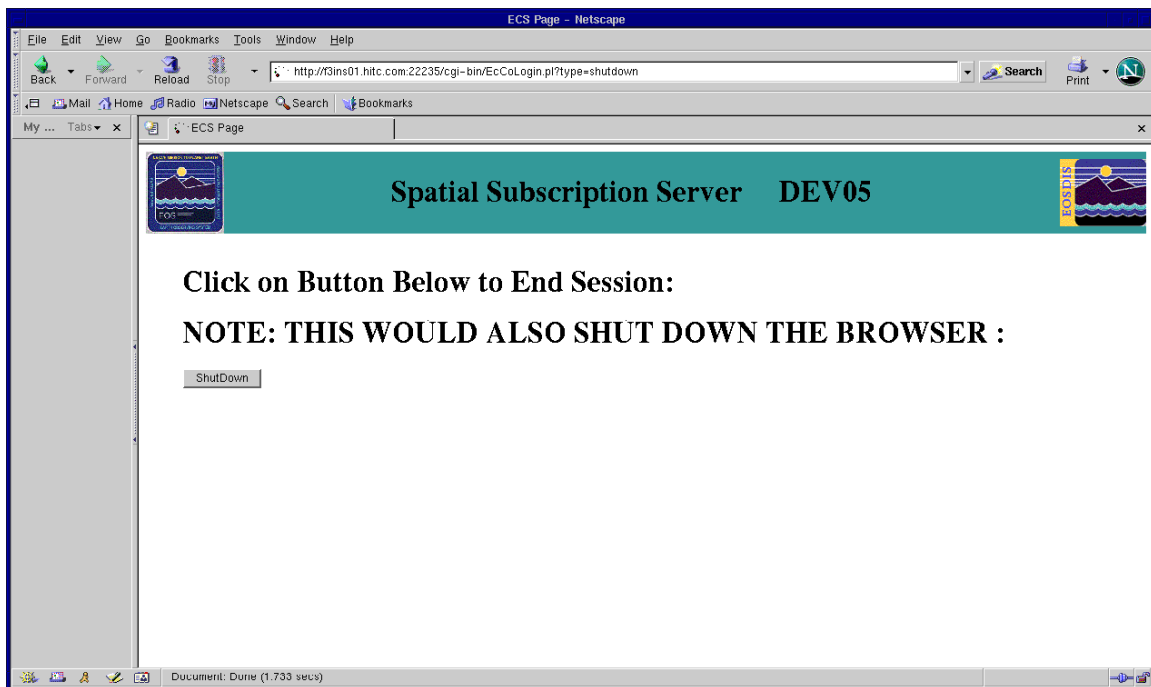 ECS Page - Netscape
File Edit View Go Bookmarks Tools Window Help
Back Forward Reload Stop http://f3ins01.hitc.com:22235/cgi-bin/EcCoLogin.pl?type=shutdown Search Print N
Mail Home Radio Netscape Search Bookmarks
My ... Tabs x ECS Page x
Spatial Subscription Server DEV05
EOS
EOSDIS
Click on Button Below to End Session:
NOTE: THIS WOULD ALSO SHUT DOWN THE BROWSER :
ShutDown
Document: Done (1.733 secs)